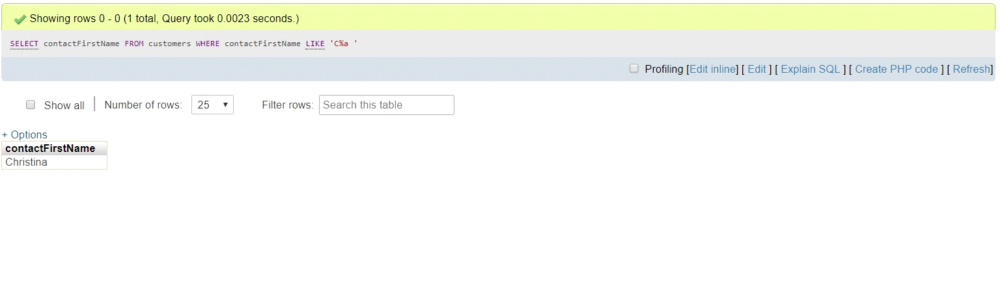 Showing rows 0 - 0 (1 total, Query took 0.0023 seconds.)
SELECT contactFirstName FROM customers WHERE contactFirstName LIKE 'C%a '
Profiling [Edit inline] [ Edit ] [ Explain SQL ] [ Create PHP code ] [ Refresh]
Show all | Number of rows: 25 Filter rows: Search this table
+ Options
contactFirstName
Christina